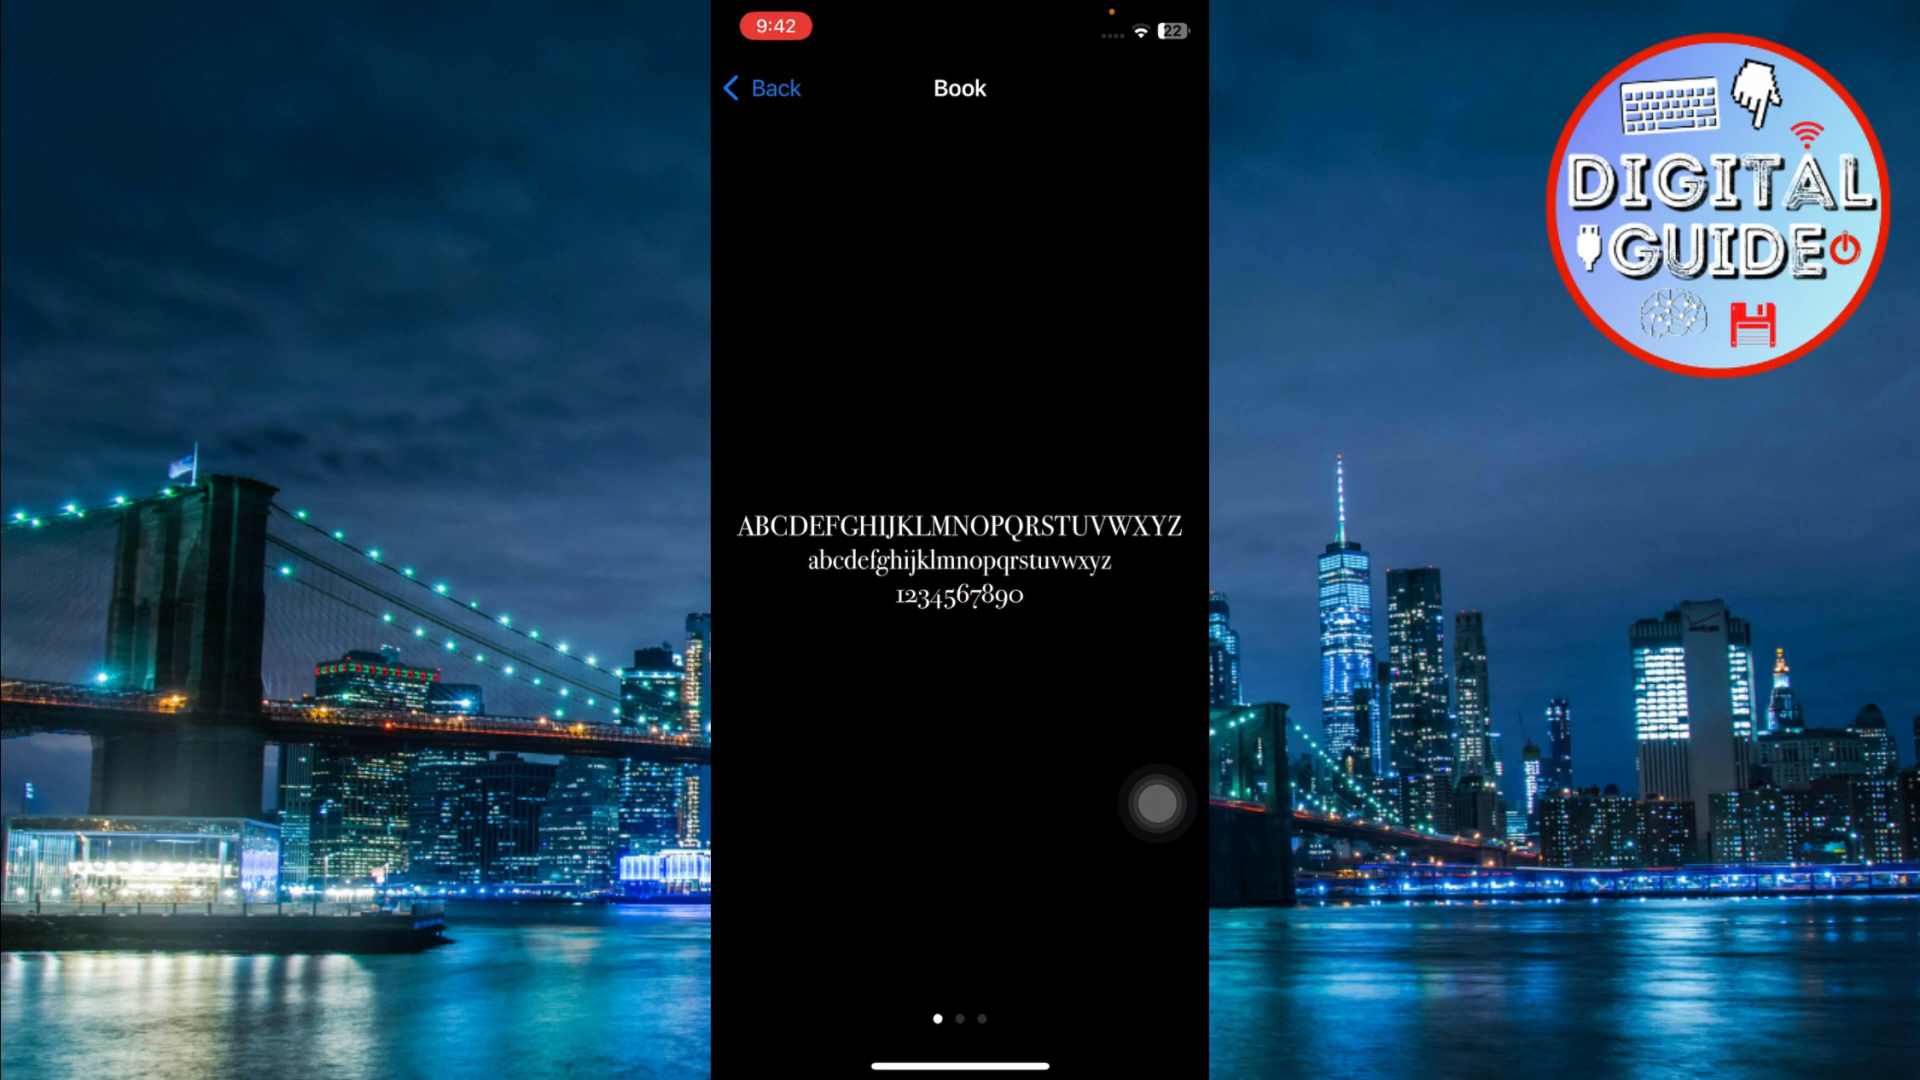 9:42
22
Back
Book
ABCDEFGHIJKLMNOPQRSTUVWXYZ
abcdefghijklmnopqrstuvwxyz
1234567890
DIGITAL
GUIDE